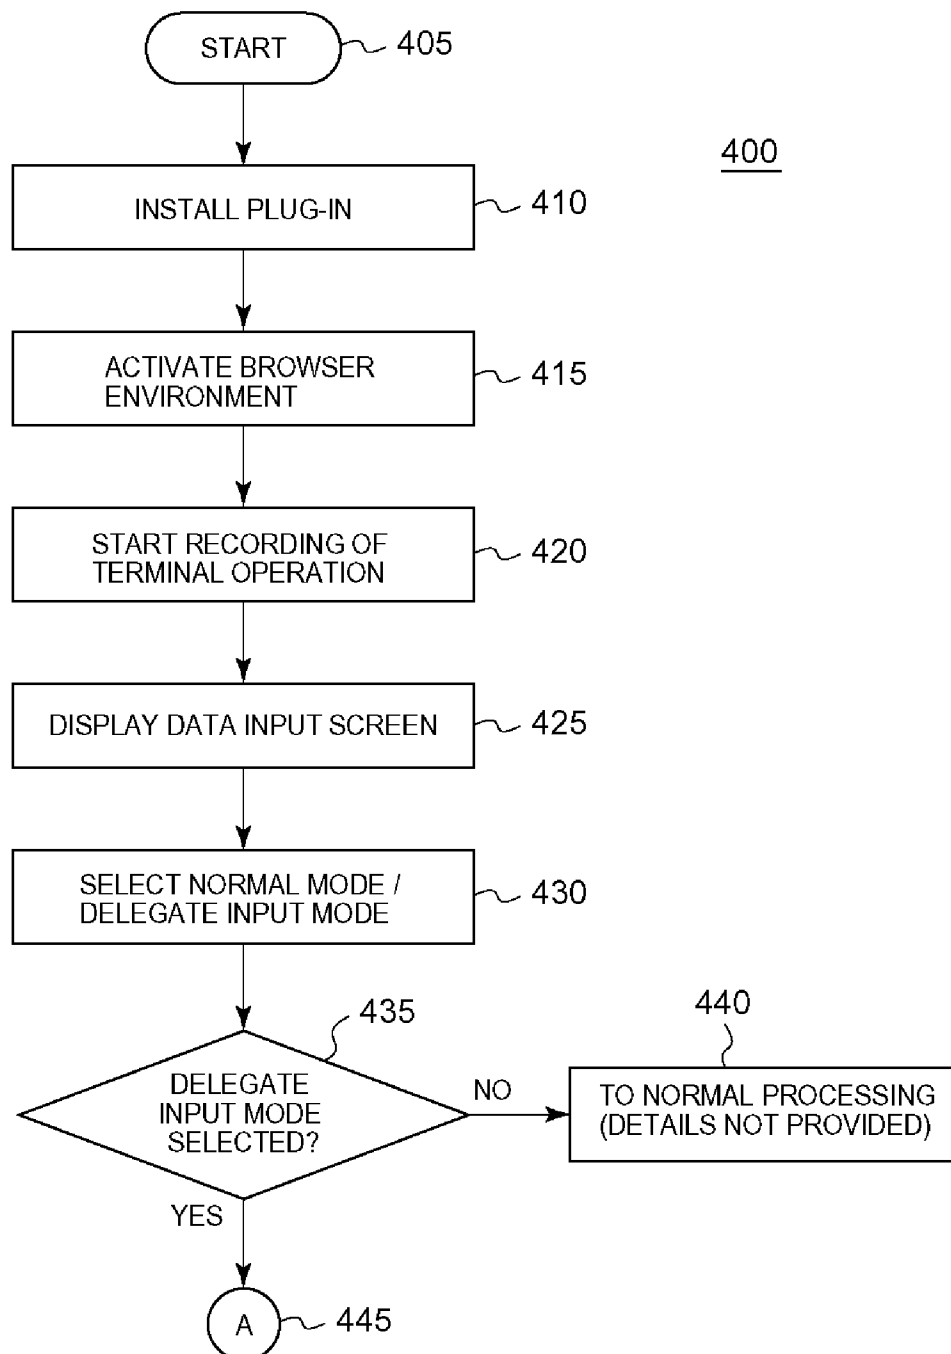 START
405
400
INSTALL PLUG-IN
410
ACTIVATE BROWSER
ENVIRONMENT
415
START RECORDING OF
TERMINAL OPERATION
420
DISPLAY DATA INPUT SCREEN
425
SELECT NORMAL MODE /
DELEGATE INPUT MODE
430
435
DELEGATE
INPUT MODE
SELECTED?
NO
440
TO NORMAL PROCESSING
(DETAILS NOT PROVIDED)
YES
A
445